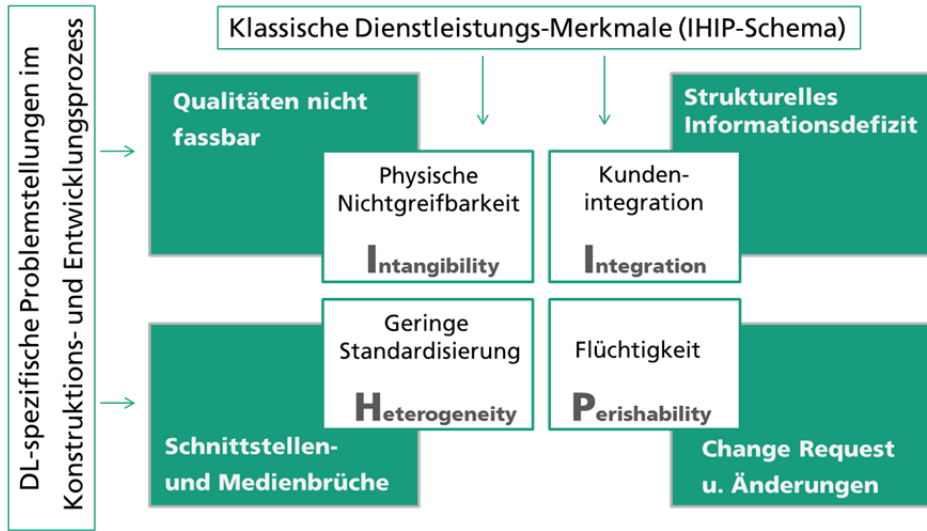 Klassische Dienstleistungs-Merkmale (IHIP-Schema)
DL-spezifische Problemstellungen im
Konstruktions- und Entwicklungsprozess
Qualitäten nicht
fassbar
Strukturelles
Informationsdefizit
Physische
Nichtgreifbarkeit
Intangibility
Kunden-
integration
Integration
Geringe
Standardisierung
Heterogeneity
Flüchtigkeit
Perishability
Schnittstellen-
und Medienbrüche
Change Request
u. Änderungen